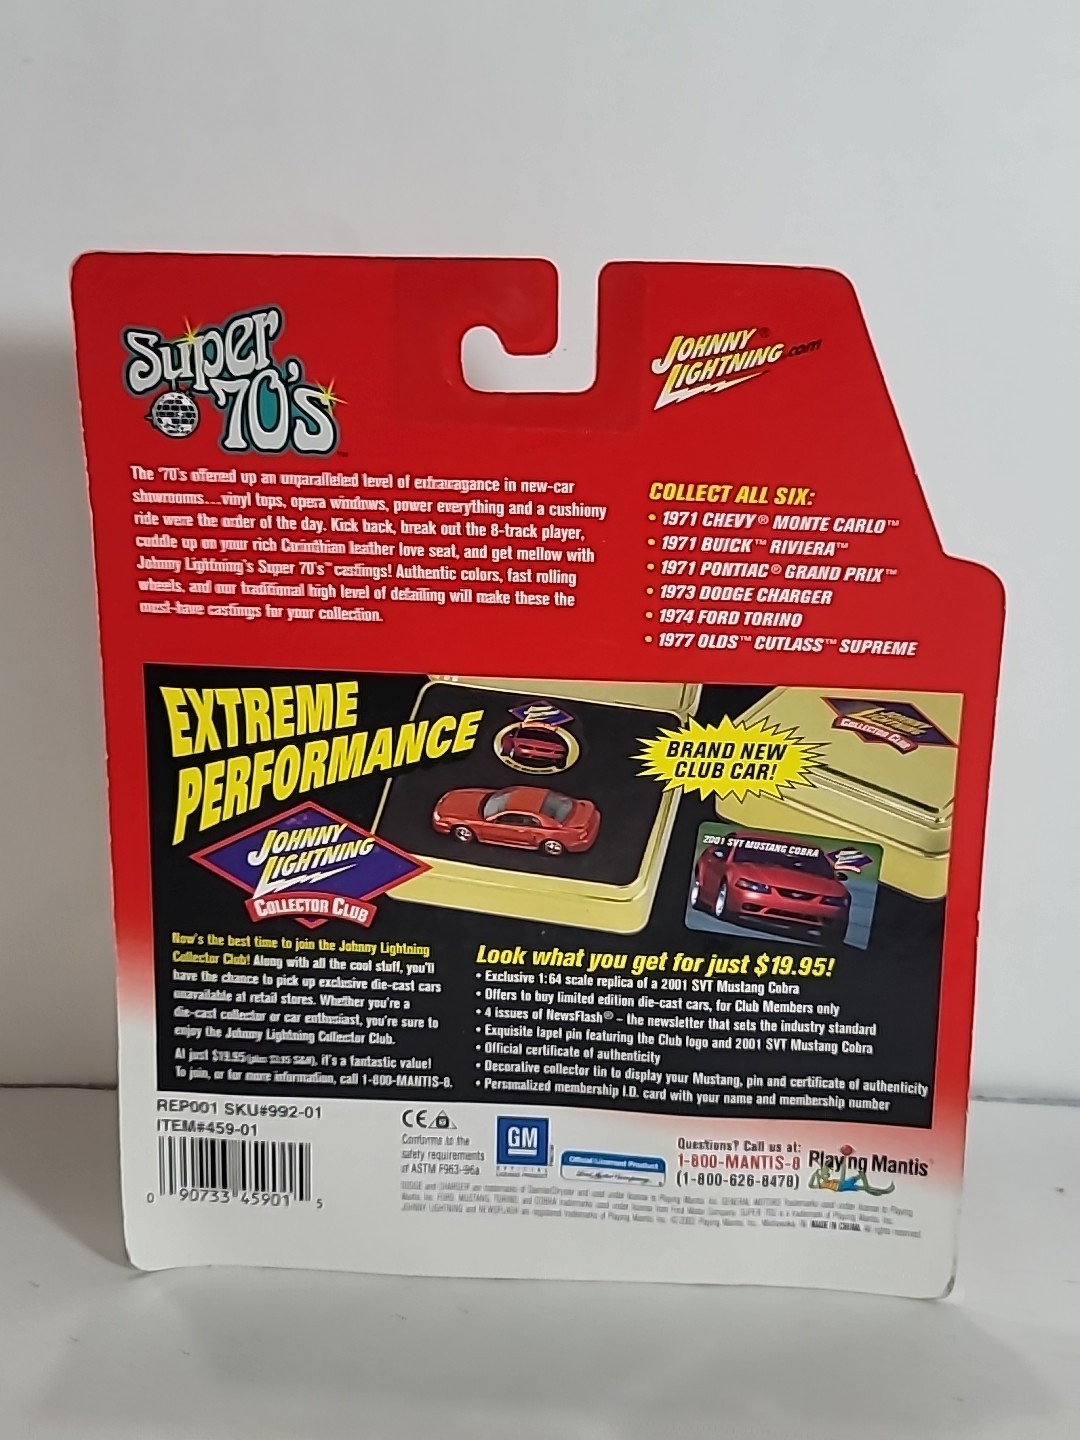 Super
70's
JOHNNY
LIGHTNING.com
The '70's offered up an unparalleled level of extravagance in new-car
showrooms...vinyl tops, opera windows, power everything and a cushiony
ride were the order of the day. Kick back, break out the 8-track player,
cuddle up on your rich Corinthian leather love seat, and get mellow with
Johnny Lightning's Super 70's™ castings! Authentic colors, fast rolling
wheels, and our traditional high level of detailing will make these the
must-have castings for your collection.
COLLECT ALL SIX:
• 1971 CHEVY® MONTE CARLO™
• 1971 BUICK™ RIVIERA™
• 1971 PONTIAC® GRAND PRIX™
• 1973 DODGE CHARGER
• 1974 FORD TORINO
• 1977 OLDS™ CUTLASS™ SUPREME
EXTREME
PERFORMANCE
BRAND NEW
CLUB CAR!
COLLECTOR CLUB
2001 SVT MUSTANG COBRA
JOHNNY
LIGHTNING
COLLECTOR CLUB
Now's the best time to join the Johnny Lightning
Collector Club! Along with all the cool stuff, you'll
have the chance to pick up exclusive die-cast cars
unavailable at retail stores. Whether you're a
die-cast collector or car enthusiast, you're sure to
enjoy the Johnny Lightning Collector Club.
At just $19.95 (plus S&H), it's a fantastic value!
To join, or for more information, call 1-800-MANTIS-8.
Look what you get for just $19.95!
• Exclusive 1:64 scale replica of a 2001 SVT Mustang Cobra
• Offers to buy limited edition die-cast cars, for Club Members only
• 4 issues of NewsFlash® – the newsletter that sets the industry standard
• Exquisite lapel pin featuring the Club logo and 2001 SVT Mustang Cobra
• Official certificate of authenticity
• Decorative collector tin to display your Mustang, pin and certificate of authenticity
• Personalized membership I.D. card with your name and membership number
REP001 SKU#992-01
ITEM#459-01
0 90733 45901 5
CE
Conforms to the
safety requirements
of ASTM F963-96a
GM
Official Licensed Product
Questions? Call us at:
1-800-MANTIS-8
(1-800-626-8478)
Playing Mantis
MADE IN CHINA.